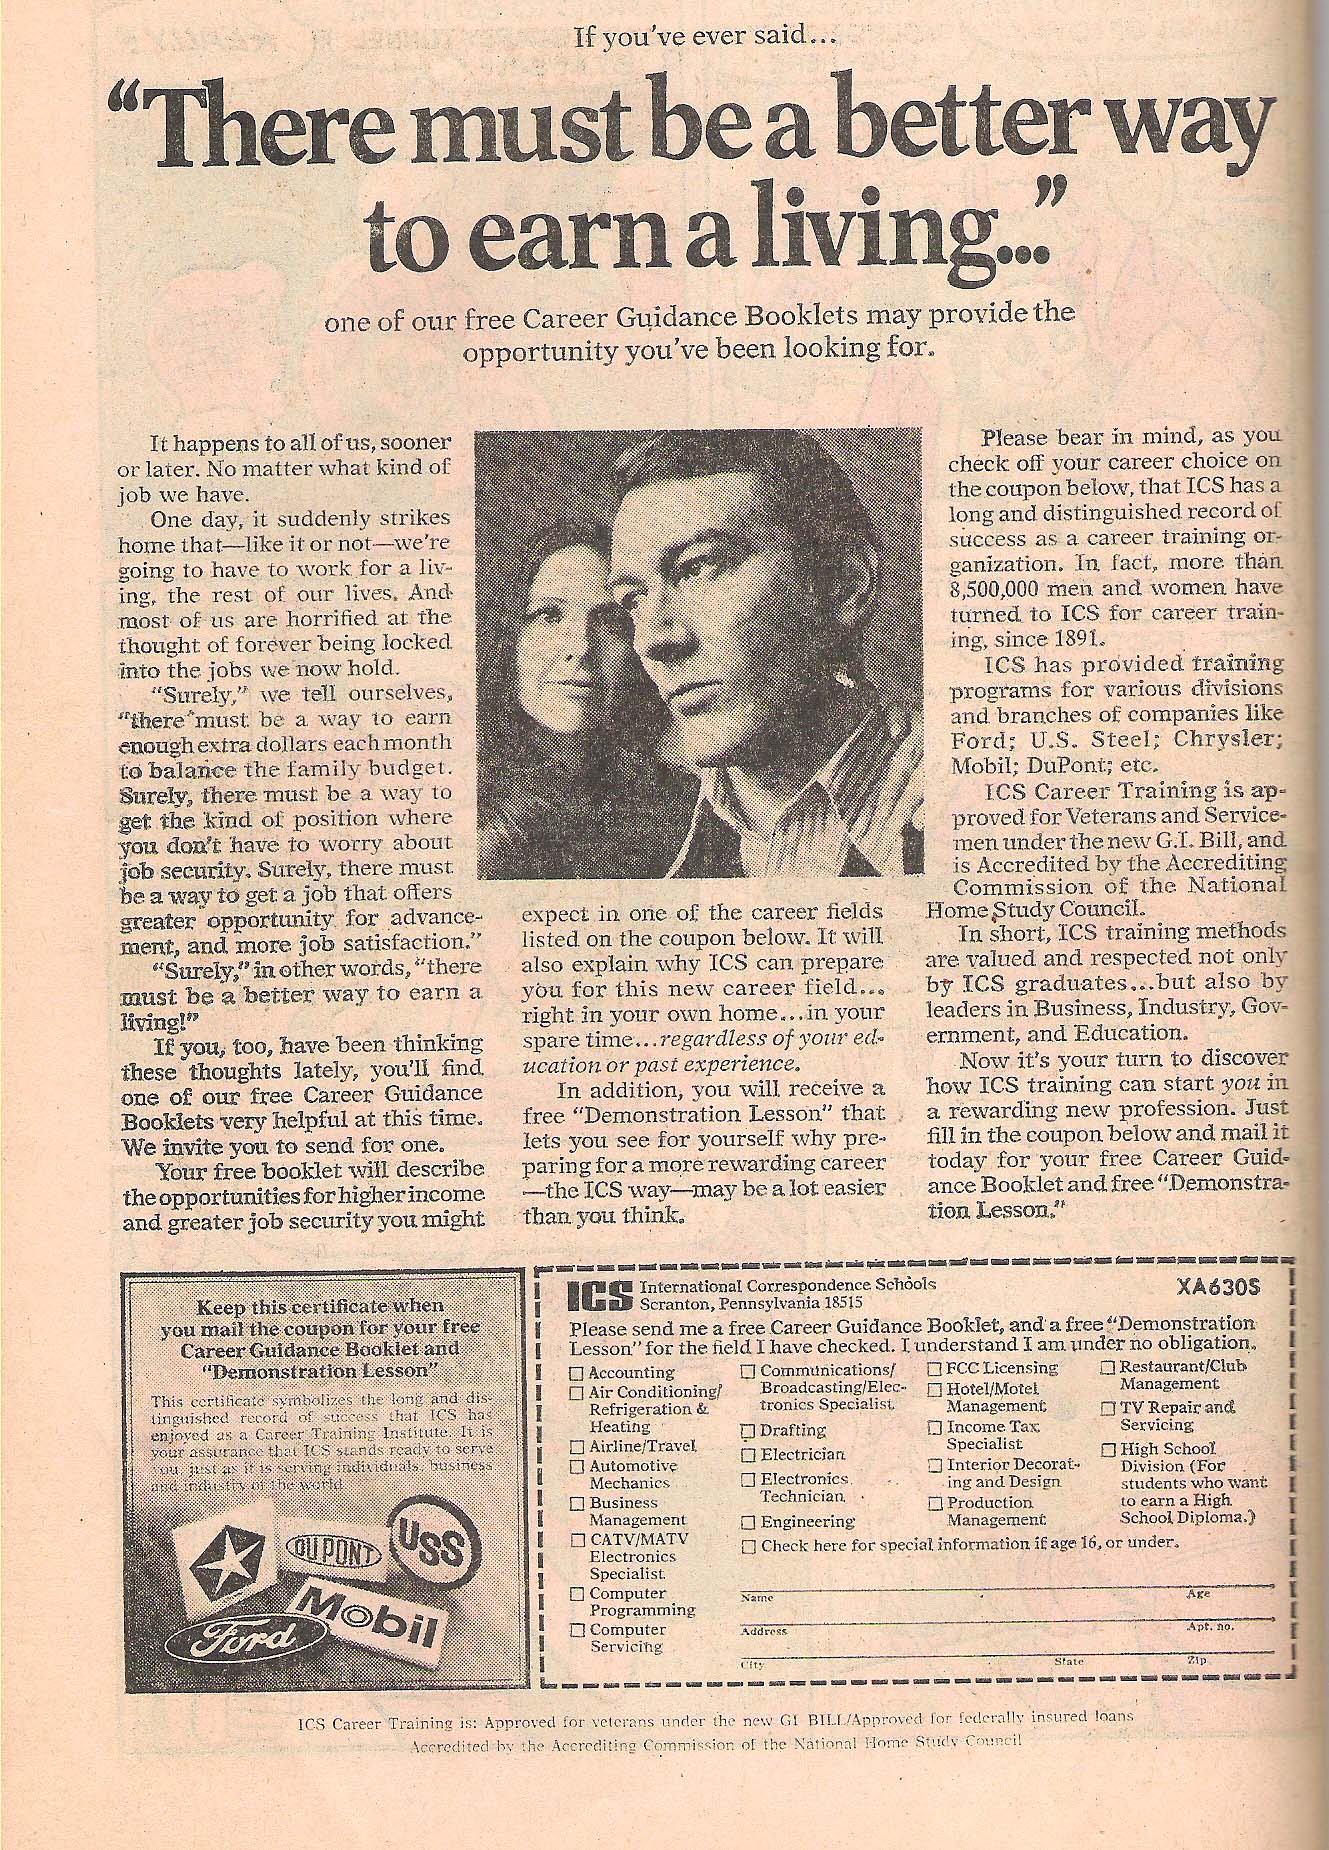 If you've ever said...
“There must be a better way
to earn a living...”
one of our free Career Guidance Booklets may provide the
opportunity you've been looking for.
It happens to all of us, sooner
or later. No matter what kind of
job we have.
One day, it suddenly strikes
home that—like it or not—we're
going to have to work for a liv-
ing, the rest of our lives. And
most of us are horrified at the
thought of forever being locked
into the jobs we now hold.
“Surely,” we tell ourselves,
“there must be a way to earn
enough extra dollars each month
to balance the family budget.
Surely, there must be a way to
get the kind of position where
you don't have to worry about
job security. Surely, there must
be a way to get a job that offers
greater opportunity for advance-
ment, and more job satisfaction.”
“Surely,” in other words, “there
must be a better way to earn a
living!”
If you, too, have been thinking
these thoughts lately, you'll find
one of our free Career Guidance
Booklets very helpful at this time.
We invite you to send for one.
Your free booklet will describe
the opportunities for higher income
and greater job security you might
expect in one of the career fields
listed on the coupon below. It will
also explain why ICS can prepare
you for this new career field...
right in your own home...in your
spare time...regardless of your ed-
ucation or past experience.
In addition, you will receive a
free “Demonstration Lesson” that
lets you see for yourself why pre-
paring for a more rewarding career
—the ICS way—may be a lot easier
than you think.
Please bear in mind, as you
check off your career choice on
the coupon below, that ICS has a
long and distinguished record of
success as a career training or-
ganization. In fact, more than
8,500,000 men and women have
turned to ICS for career train-
ing, since 1891.
ICS has provided training
programs for various divisions
and branches of companies like
Ford; U.S. Steel; Chrysler;
Mobil; DuPont; etc.
ICS Career Training is ap-
proved for Veterans and Service-
men under the new G.I. Bill, and
is Accredited by the Accrediting
Commission of the National
Home Study Council.
In short, ICS training methods
are valued and respected not only
by ICS graduates...but also by
leaders in Business, Industry, Gov-
ernment, and Education.
Now it's your turn to discover
how ICS training can start you in
a rewarding new profession. Just
fill in the coupon below and mail it
today for your free Career Guid-
ance Booklet and free “Demonstra-
tion Lesson.”
Keep this certificate when
you mail the coupon for your free
Career Guidance Booklet and
“Demonstration Lesson”
This certificate symbolizes the long and dis-
tinguished record of success that ICS has
enjoyed as a Career Training Institute. It is
your assurance that ICS stands ready to serve
you, just as it is serving individuals, business
and industry of the world.
DU PONT
USS
Mobil
Ford
ICS International Correspondence Schools
Scranton, Pennsylvania 18515
XA630S
Please send me a free Career Guidance Booklet, and a free “Demonstration
Lesson” for the field I have checked. I understand I am under no obligation.
Accounting
Air Conditioning/
Refrigeration &
Heating
Airline/Travel
Automotive
Mechanics
Business
Management
CATV/MATV
Electronics
Specialist
Computer
Programming
Computer
Servicing
Communications/
Broadcasting/Elec-
tronics Specialist
Drafting
Electrician
Electronics
Technician
Engineering
FCC Licensing
Hotel/Motel
Management
Income Tax
Specialist
Interior Decorat-
ing and Design
Production
Management
Restaurant/Club
Management
TV Repair and
Servicing
High School
Division (For
students who want
to earn a High
School Diploma.)
Check here for special information if age 16, or under.
Name Age
Address Apt. no.
City State Zip
ICS Career Training is: Approved for veterans under the new GI BILL/Approved for federally insured loans
Accredited by the Accrediting Commission of the National Home Study Council